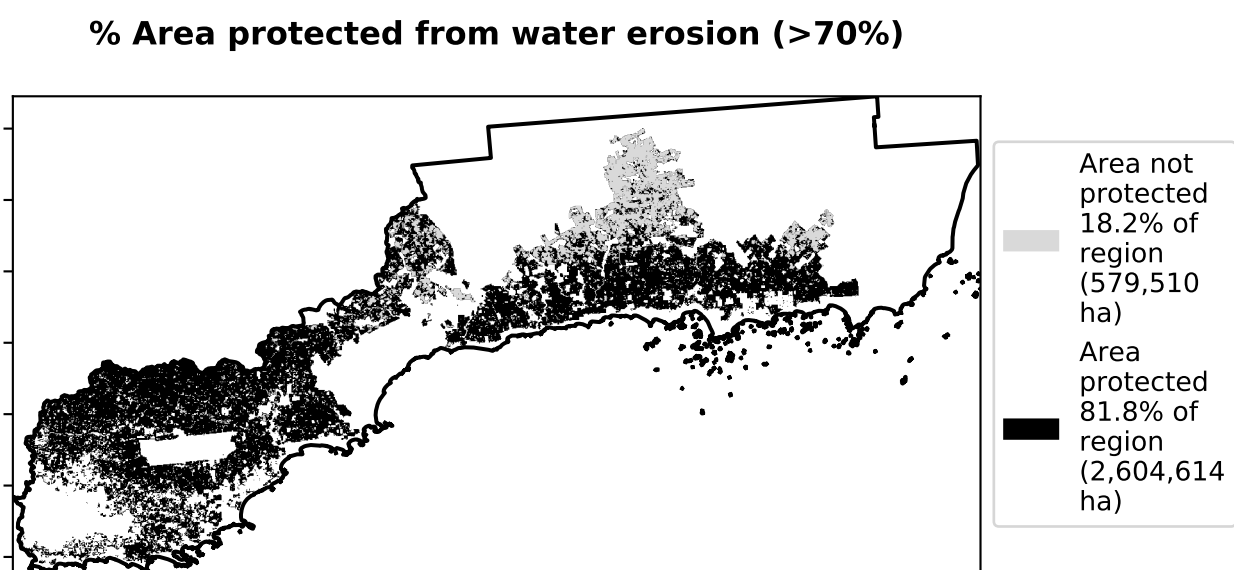 % Area protected from water erosion (>70%)
Area not
protected
18.2% of
region
(579,510
ha)
Area
protected
81.8% of
region
(2,604,614
ha)